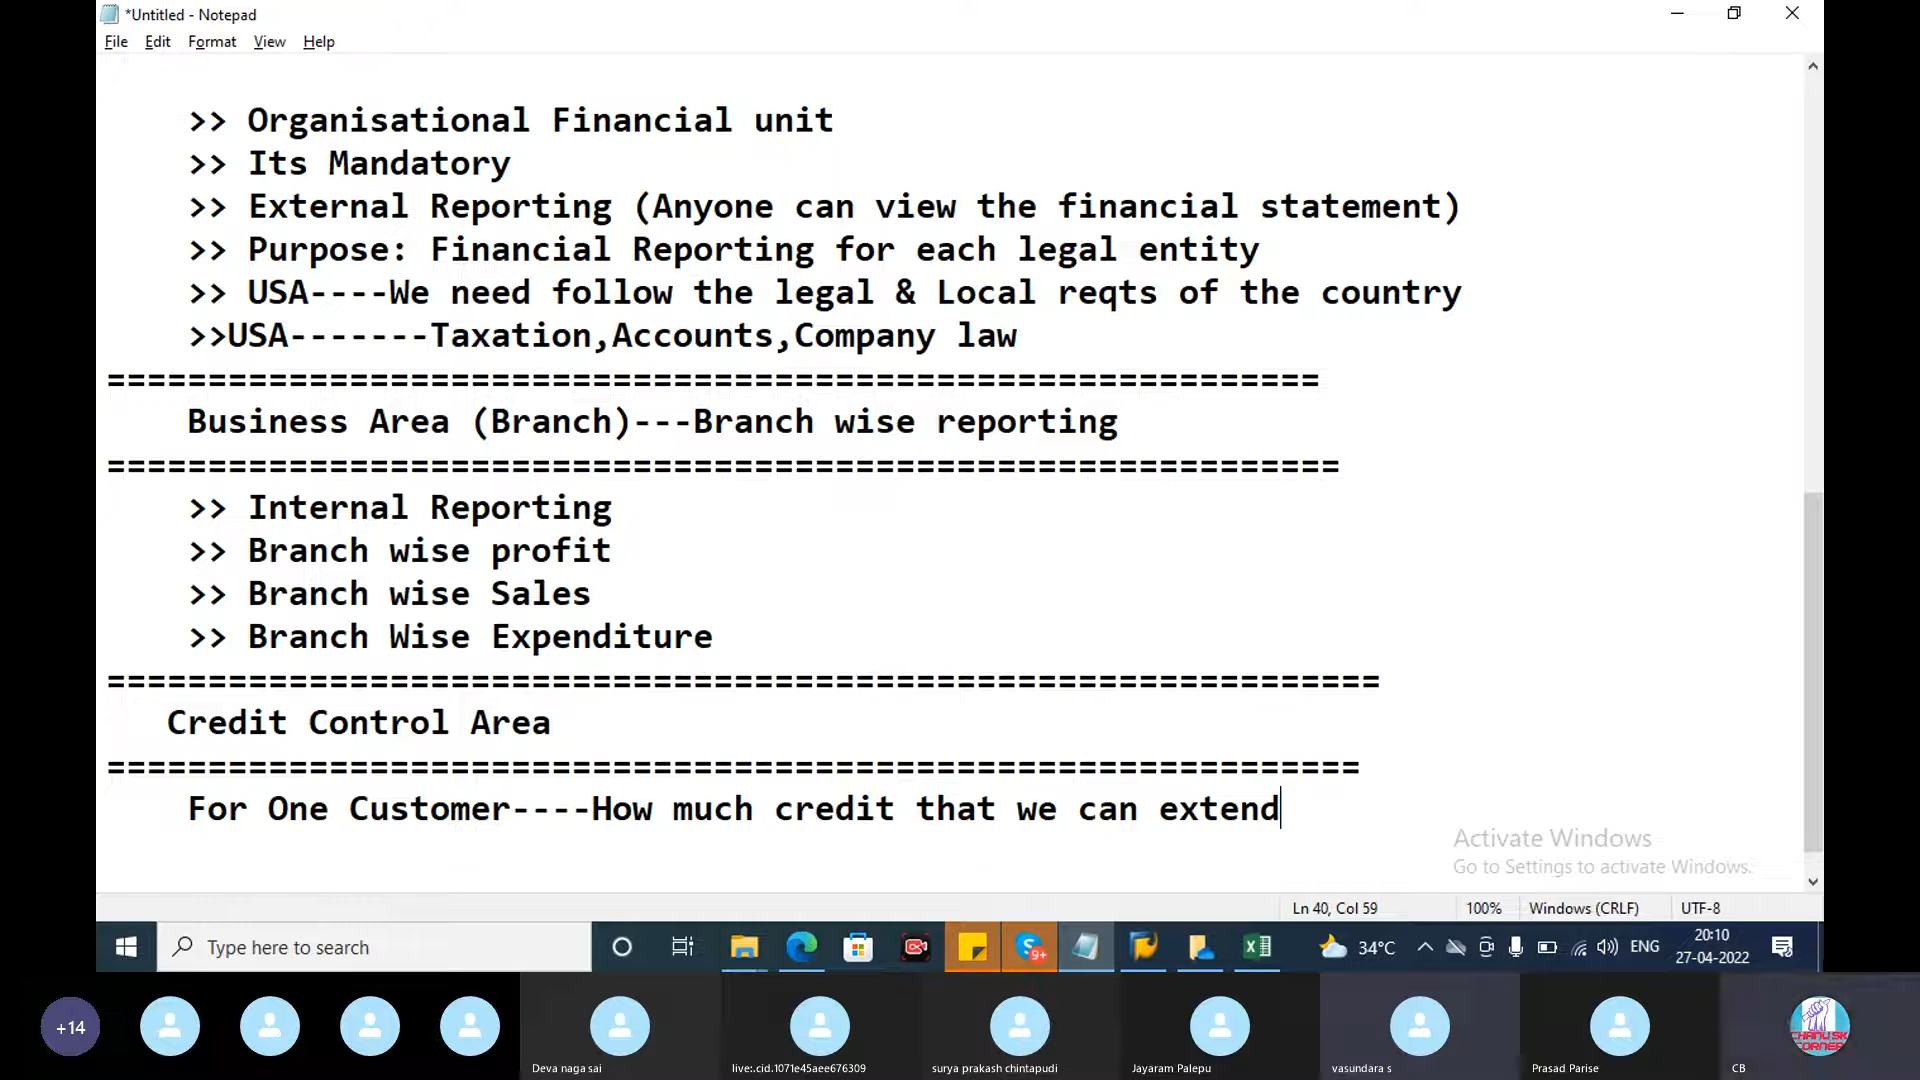 *Untitled - Notepad
File Edit Format View Help
>> Organisational Financial unit
>> Its Mandatory
>> External Reporting (Anyone can view the financial statement)
>> Purpose: Financial Reporting for each legal entity
>> USA----We need follow the legal & Local reqts of the country
>>USA-------Taxation,Accounts,Company law
============================================================
Business Area (Branch)---Branch wise reporting
=============================================================
>> Internal Reporting
>> Branch wise profit
>> Branch wise Sales
>> Branch Wise Expenditure
===============================================================
Credit Control Area
==============================================================
For One Customer----How much credit that we can extend
Activate Windows
Go to Settings to activate Windows.
Ln 40, Col 59 100% Windows (CRLF) UTF-8
Type here to search
9+
34°C
ENG
20:10
27-04-2022
+14
Deva naga sai
live:.cid.1071e45aee676309
surya prakash chintapudi
Jayaram Palepu
vasundara s
Prasad Parise
CHANU SK
CORNER
CB